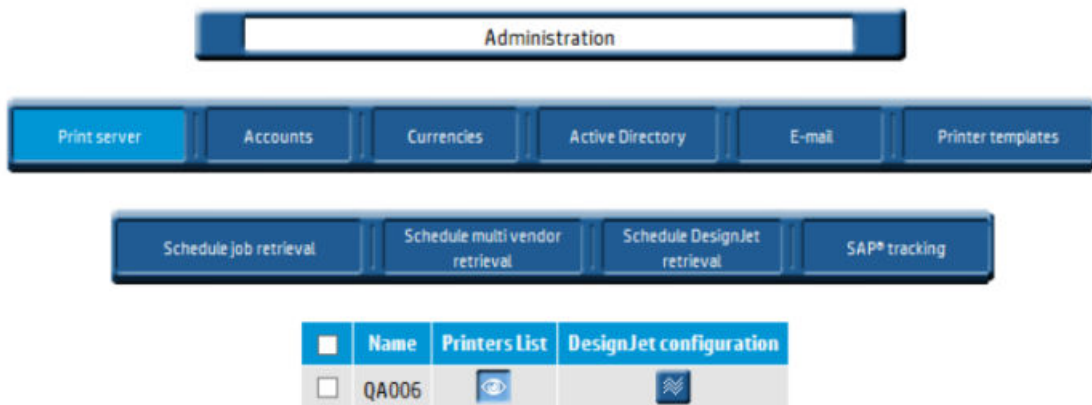 Administration
Print server Accounts Currencies Active Directory E-mail Printer templates
Schedule job retrieval Schedule multi vendor retrieval Schedule DesignJet retrieval SAP® tracking
Name Printers List DesignJet configuration
QA006